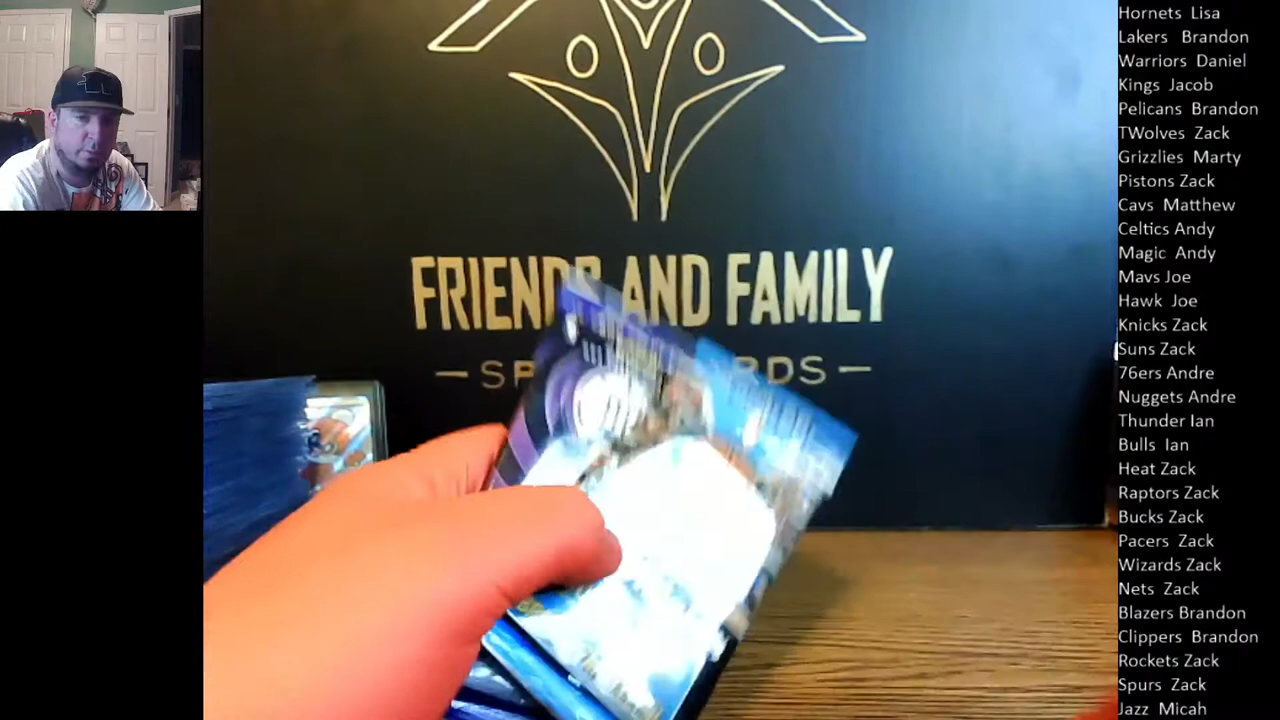 FRIENDS AND FAMILY
Hornets Lisa
Lakers Brandon
Warriors Daniel
Kings Jacob
Pelicans Brandon
TWolves Zack
Grizzlies Marty
Pistons Zack
Cavs Matthew
Celtics Andy
Magic Andy
Mavs Joe
Hawk Joe
Knicks Zack
Suns Zack
76ers Andre
Nuggets Andre
Thunder Ian
Bulls Ian
Heat Zack
Raptors Zack
Bucks Zack
Pacers Zack
Wizards Zack
Nets Zack
Blazers Brandon
Clippers Brandon
Rockets Zack
Spurs Zack
Jazz Micah